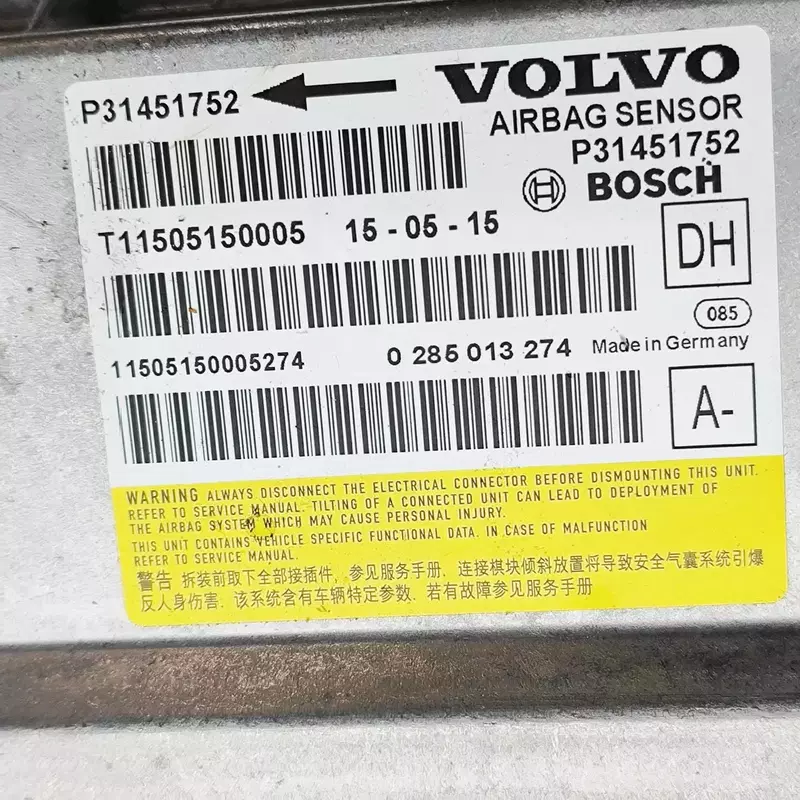 P31451752
VOLVO
AIRBAG SENSOR
P31451752
BOSCH
T11505150005 15 - 05 - 15
DH
085
11505150005274 0 285 013 274 Made in Germany
A-
WARNING ALWAYS DISCONNECT THE ELECTRICAL CONNECTOR BEFORE DISMOUNTING THIS UNIT.
REFER TO SERVICE MANUAL. TILTING OF A CONNECTED UNIT CAN LEAD TO DEPLOYMENT OF
THE AIRBAG SYSTEM WHICH MAY CAUSE PERSONAL INJURY.
THIS UNIT CONTAINS VEHICLE SPECIFIC FUNCTIONAL DATA. IN CASE OF MALFUNCTION
REFER TO SERVICE MANUAL.
警告 拆装前取下全部接插件，参见服务手册. 连接棋块倾斜放置将导致安全气囊系统引爆
反人身伤害. 该系统含有车辆特定参数. 若有故障参见服务手册